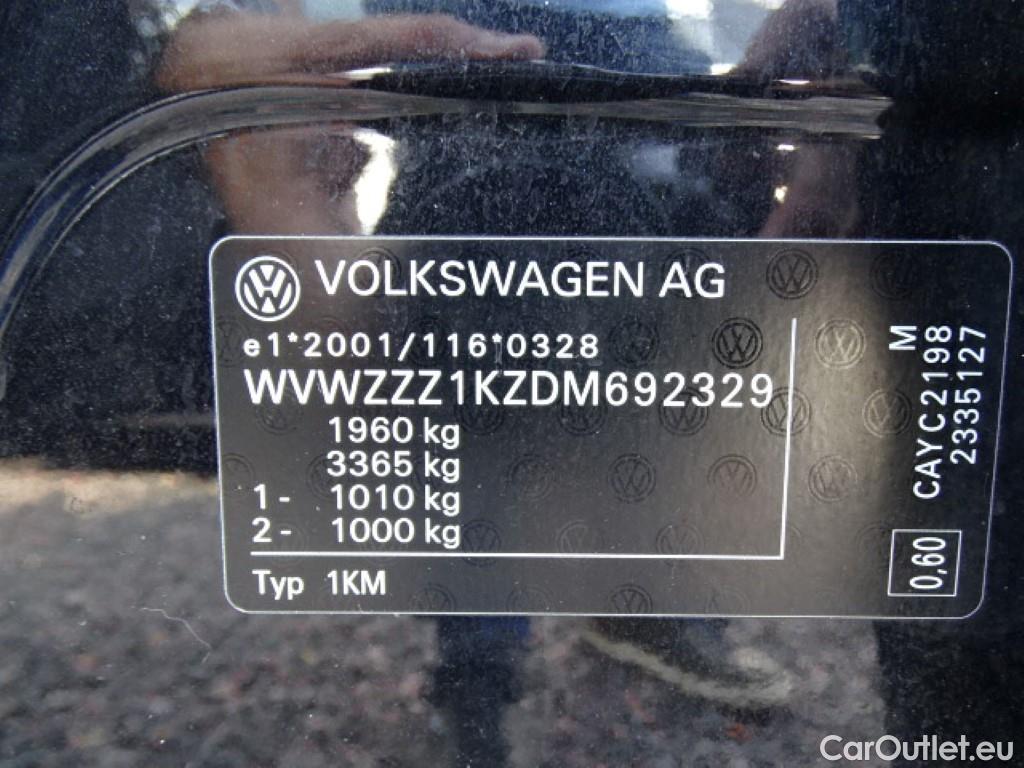 VOLKSWAGEN AG
e1*2001/116*0328
WVWZZZ1KZDM692329
1960 kg
3365 kg
1 - 1010 kg
2 - 1000 kg
Typ 1KM
M
CAYC2198
2335127
0,60
CarOutlet.eu